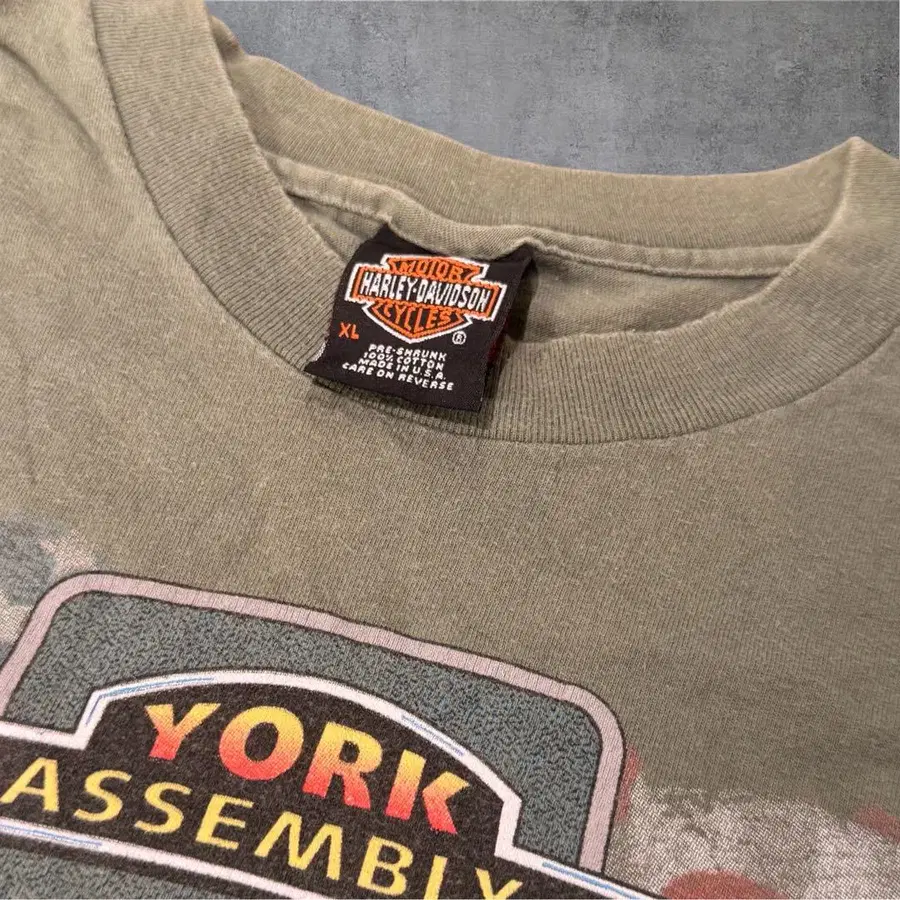 MOTOR
HARLEY-DAVIDSON
CYCLES
®
XL
PRE-SHRUNK
100% COTTON
MADE IN U.S.A.
CARE ON REVERSE
YORK
ASSEMBLY